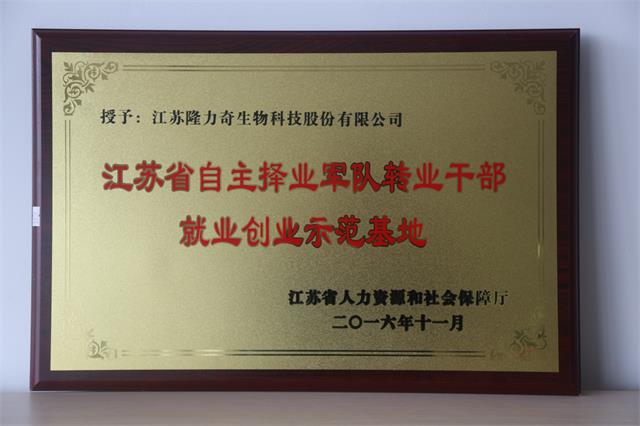 授予：江苏隆力奇生物科技股份有限公司
江苏省自主择业军队转业干部
就业创业示范基地
江苏省人力资源和社会保障厅
二〇一六年十一月